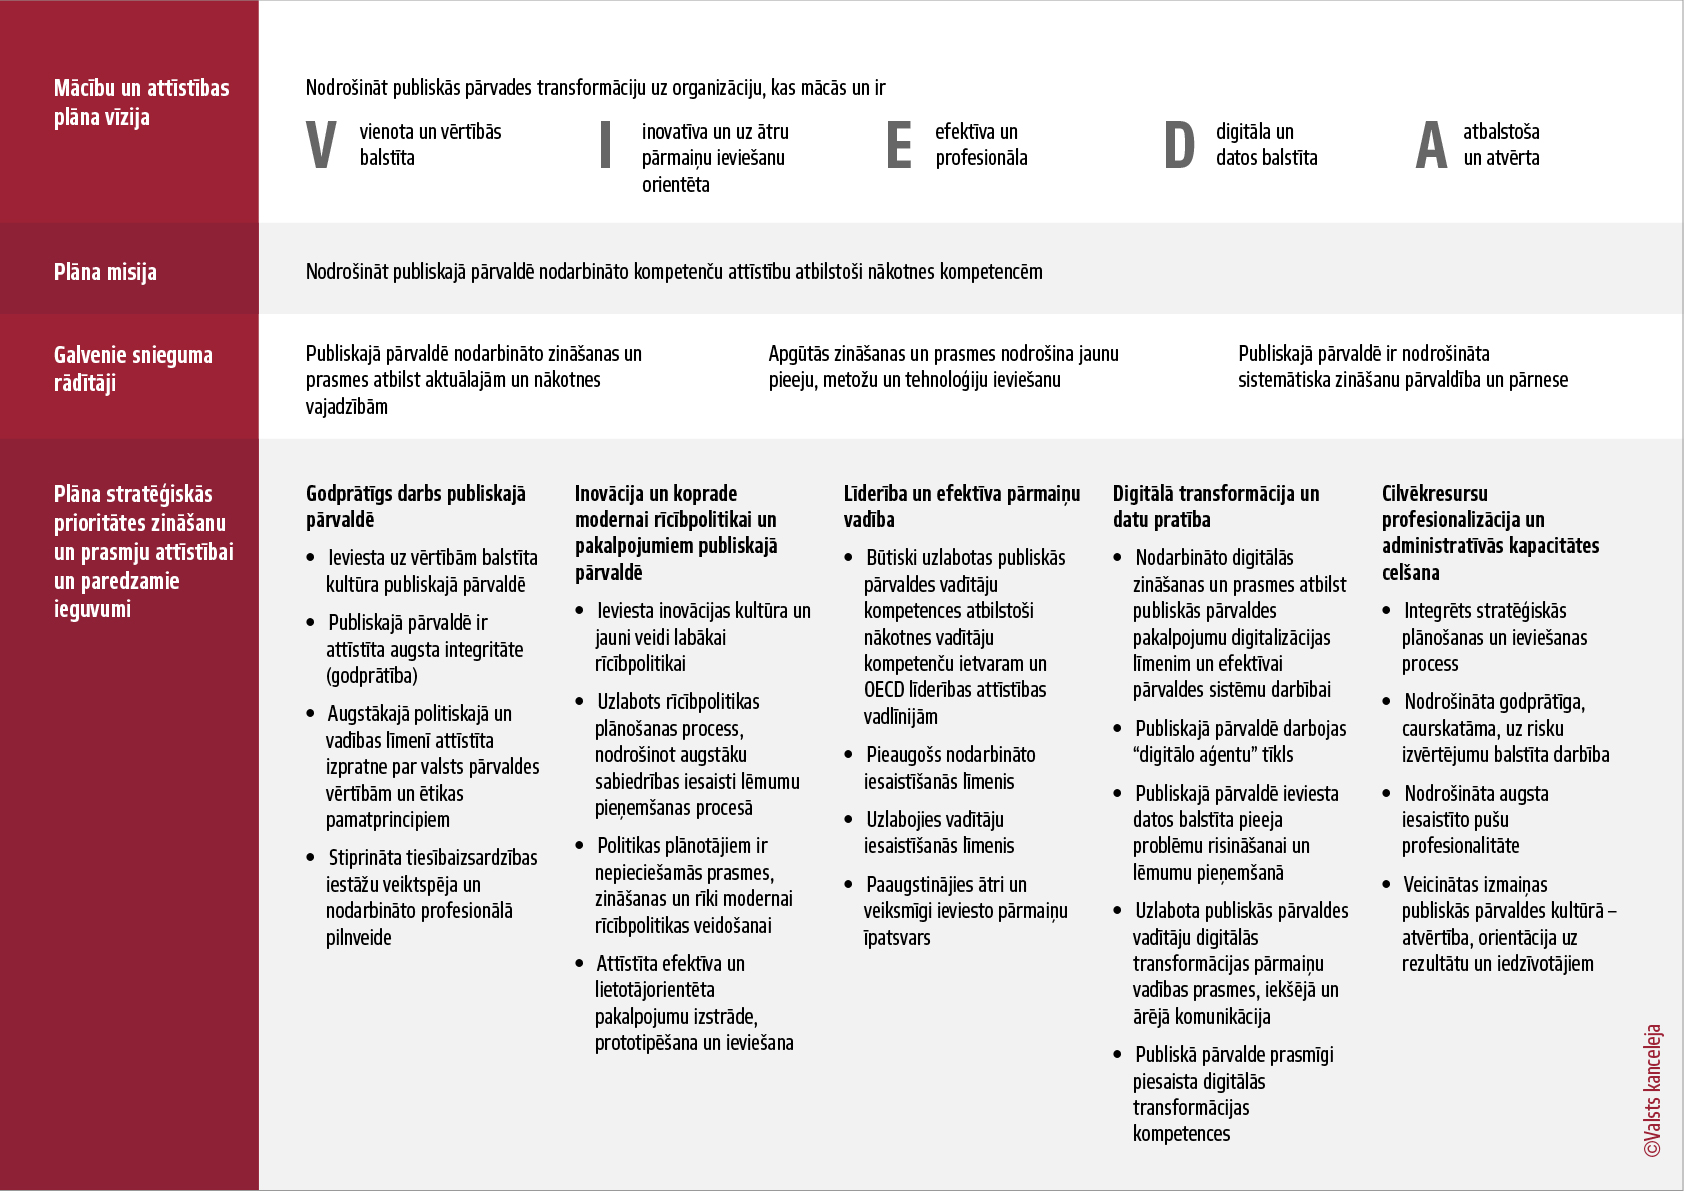 Mācību un attīstības
plāna vīzija
Nodrošināt publiskās pārvades transformāciju uz organizāciju, kas mācās un ir
V
vienota un vērtībās
balstīta
I
inovatīva un uz ātru
pārmaiņu ieviešanu
orientēta
E
efektīva un
profesionāla
D
digitāla un
datos balstīta
A
atbalstoša
un atvērta
Plāna misija
Nodrošināt publiskajā pārvaldē nodarbināto kompetenču attīstību atbilstoši nākotnes kompetencēm
Galvenie snieguma
rādītāji
Publiskajā pārvaldē nodarbināto zināšanas un
prasmes atbilst aktuālajām un nākotnes
vajadzībām
Apgūtās zināšanas un prasmes nodrošina jaunu
pieeju, metožu un tehnoloģiju ieviešanu
Publiskajā pārvaldē ir nodrošināta
sistemātiska zināšanu pārvaldība un pārnese
Plāna stratēģiskās
prioritātes zināšanu
un prasmju attīstībai
un paredzamie
ieguvumi
Godprātīgs darbs publiskajā
pārvaldē
• Ieviesta uz vērtībām balstīta
kultūra publiskajā pārvaldē
• Publiskajā pārvaldē ir
attīstīta augsta integritāte
(godprātība)
• Augstākajā politiskajā un
vadības līmenī attīstīta
izpratne par valsts pārvaldes
vērtībām un ētikas
pamatprincipiem
• Stiprināta tiesībaizsardzības
iestāžu veiktspēja un
nodarbināto profesionālā
pilnveide
Inovācija un koprade
modernai rīcībpolitikai un
pakalpojumiem publiskajā
pārvaldē
• Ieviesta inovācijas kultūra un
jauni veidi labākai
rīcībpolitikai
• Uzlabots rīcībpolitikas
plānošanas process,
nodrošinot augstāku
sabiedrības iesaisti lēmumu
pieņemšanas procesā
• Politikas plānotājiem ir
nepieciešamās prasmes,
zināšanas un rīki modernai
rīcībpolitikas veidošanai
• Attīstīta efektīva un
lietotājorientēta
pakalpojumu izstrāde,
prototipēšana un ieviešana
Līderība un efektīva pārmaiņu
vadība
• Būtiski uzlabotas publiskās
pārvaldes vadītāju
kompetences atbilstoši
nākotnes vadītāju
kompetenču ietvaram un
OECD līderības attīstības
vadlīnijām
• Pieaugošs nodarbināto
iesaistīšanās līmenis
• Uzlabojies vadītāju
iesaistīšanās līmenis
• Paaugstinājies ātri un
veiksmīgi ieviesto pārmaiņu
īpatsvars
Digitālā transformācija un
datu pratība
• Nodarbināto digitālās
zināšanas un prasmes atbilst
publiskās pārvaldes
pakalpojumu digitalizācijas
līmenim un efektīvai
pārvaldes sistēmu darbībai
• Publiskajā pārvaldē darbojas
“digitālo aģentu” tīkls
• Publiskajā pārvaldē ieviesta
datos balstīta pieeja
problēmu risināšanai un
lēmumu pieņemšanā
• Uzlabota publiskās pārvaldes
vadītāju digitālās
transformācijas pārmaiņu
vadības prasmes, iekšējā un
ārējā komunikācija
• Publiskā pārvalde prasmīgi
piesaista digitālās
transformācijas
kompetences
Cilvēkresursu
profesionalizācija un
administratīvās kapacitātes
celšana
• Integrēts stratēģiskās
plānošanas un ieviešanas
process
• Nodrošināta godprātīga,
caurskatāma, uz risku
izvērtējumu balstīta darbība
• Nodrošināta augsta
iesaistīto pušu
profesionalitāte
• Veicinātas izmaiņas
publiskās pārvaldes kultūrā –
atvērtība, orientācija uz
rezultātu un iedzīvotājiem
©Valsts kanceleja